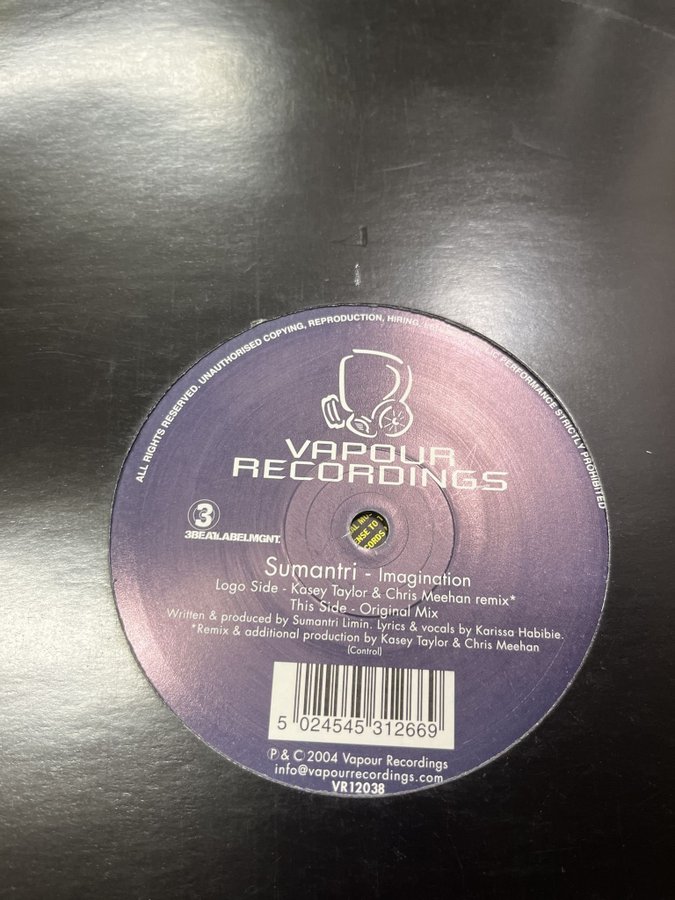 ALL RIGHTS RESERVED. UNAUTHORISED COPYING, REPRODUCTION, HIRING, PERFORMANCE STRICTLY PROHIBITED
VAPOUR
RECORDINGS
3
3BEATLABELMGNT.
Sumantri - Imagination
Logo Side - Kasey Taylor & Chris Meehan remix*
This Side - Original Mix
Written & produced by Sumantri Limin. Lyrics & vocals by Karissa Habibie.
*Remix & additional production by Kasey Taylor & Chris Meehan
(Control)
5 024545 312669
℗ & © 2004 Vapour Recordings
info@vapourrecordings.com
VR12038